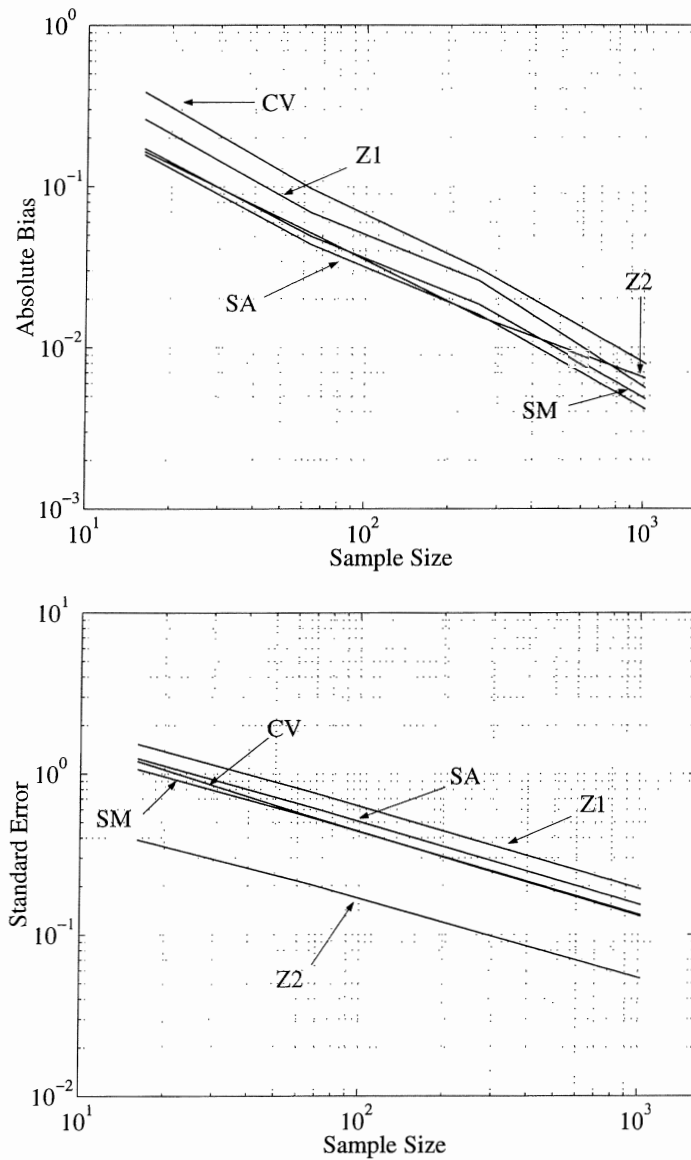 10^0
CV
Z1
10^-1
Absolute Bias
SA
Z2
10^-2
SM
10^-3
10^1
10^2
10^3
Sample Size
10^1
CV
10^0
SA
SM
Z1
Standard Error
10^-1
Z2
10^-2
10^1
10^2
10^3
Sample Size